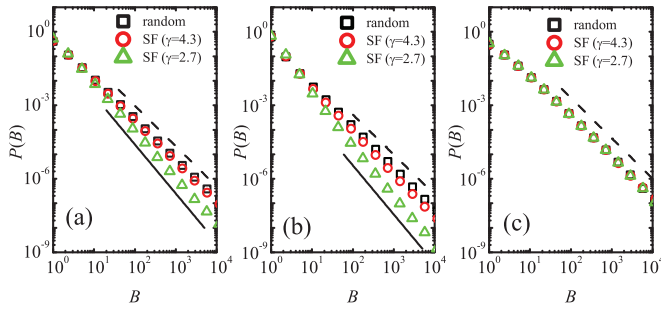 random
SF (γ=4.3)
SF (γ=2.7)
10^0
10^-3
10^-6
10^-9
P(B)
(a)
10^0 10^1 10^2 10^3 10^4
B
random
SF (γ=4.3)
SF (γ=2.7)
10^0
10^-3
10^-6
10^-9
P(B)
(b)
10^0 10^1 10^2 10^3 10^4
B
random
SF (γ=4.3)
SF (γ=2.7)
10^0
10^-3
10^-6
10^-9
P(B)
(c)
10^0 10^1 10^2 10^3 10^4
B